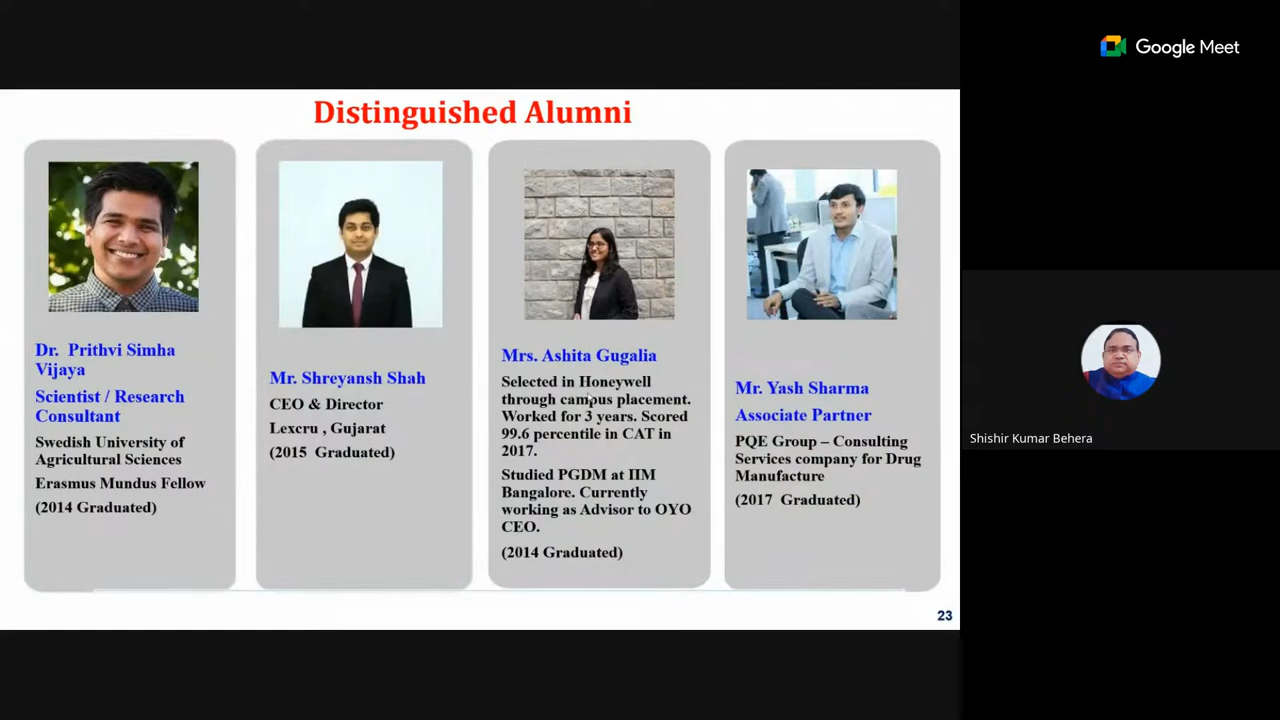 Google Meet
Distinguished Alumni
Dr. Prithvi Simha
Vijaya
Scientist / Research
Consultant
Swedish University of
Agricultural Sciences
Erasmus Mundus Fellow
(2014 Graduated)
Mr. Shreyansh Shah
CEO & Director
Lexcru , Gujarat
(2015 Graduated)
Mrs. Ashita Gugalia
Selected in Honeywell
through campus placement.
Worked for 3 years. Scored
99.6 percentile in CAT in
2017.
Studied PGDM at IIM
Bangalore. Currently
working as Advisor to OYO
CEO.
(2014 Graduated)
Mr. Yash Sharma
Associate Partner
PQE Group – Consulting
Services company for Drug
Manufacture
(2017 Graduated)
23
Shishir Kumar Behera